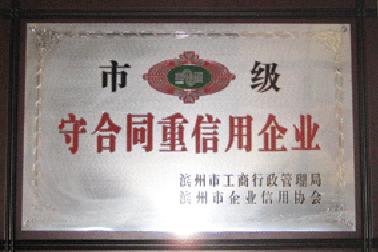 市 级
守合同重信用企业
滨州市工商行政管理局
滨州市企业信用协会